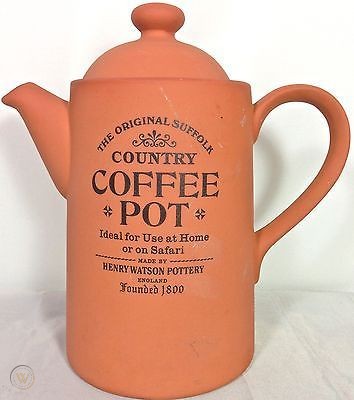 THE ORIGINAL SUFFOLK
COUNTRY
COFFEE
POT
Ideal for Use at Home
or on Safari
MADE BY
HENRY WATSON POTTERY
ENGLAND
Founded 1800